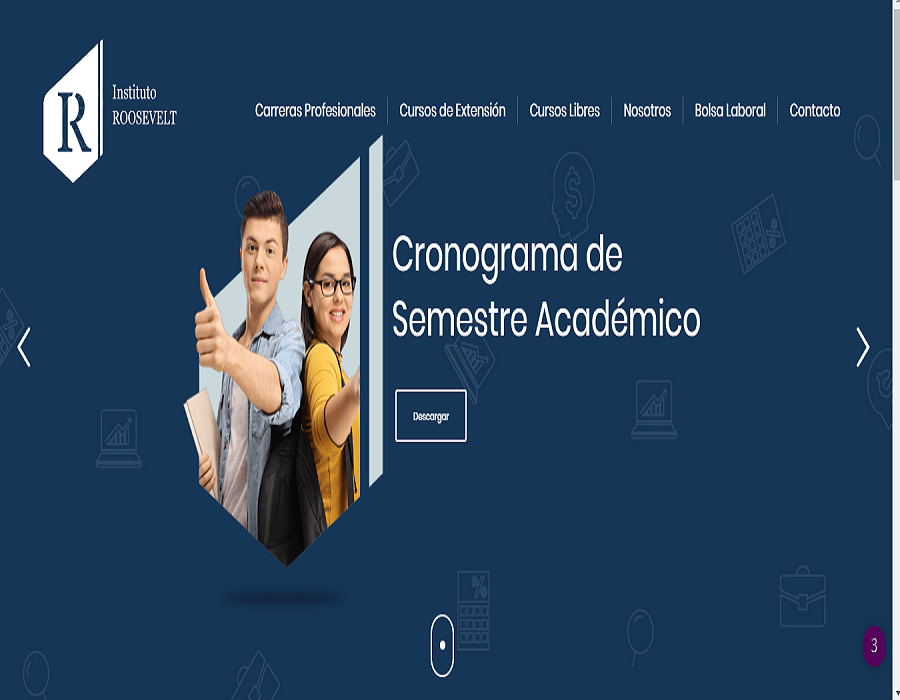 R
Instituto
ROOSEVELT
Carreras Profesionales
Cursos de Extensión
Cursos Libres
Nosotros
Bolsa Laboral
Contacto
Cronograma de
Semestre Académico
Descargar
%
3